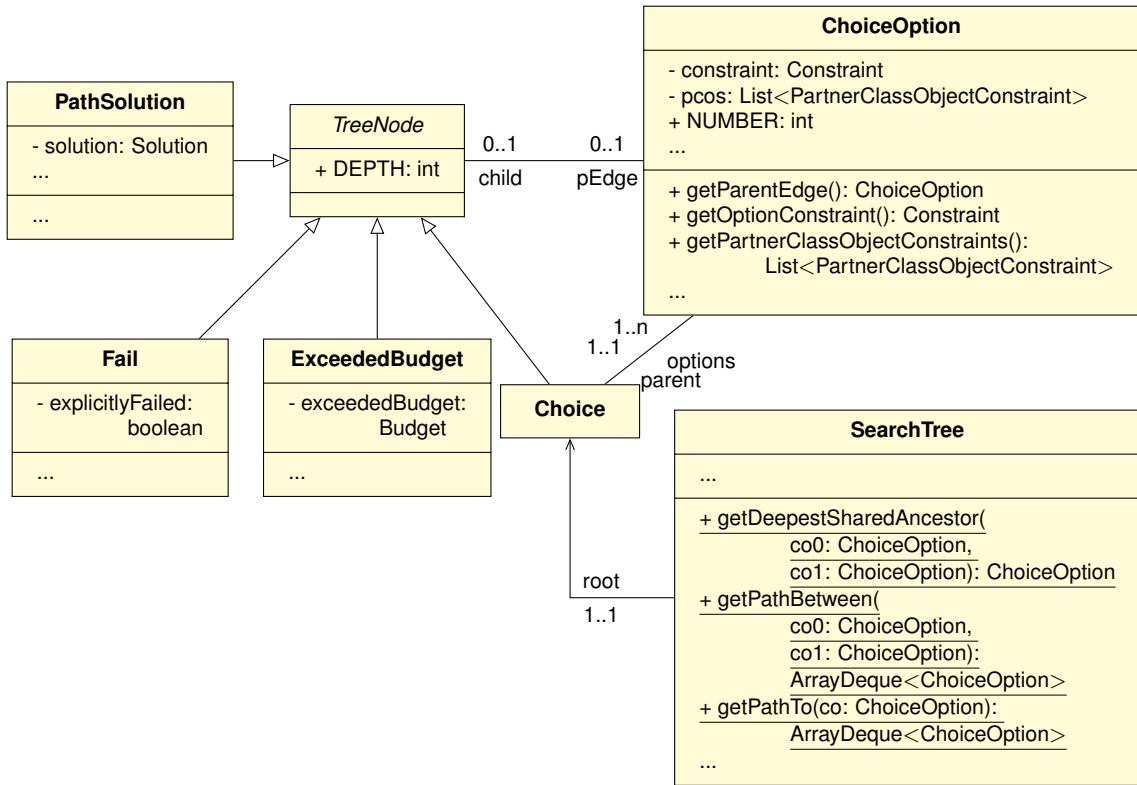 PathSolution
- solution: Solution
...
...
TreeNode
+ DEPTH: int
0..1
child
0..1
pEdge
ChoiceOption
- constraint: Constraint
- pcos: List<PartnerClassObjectConstraint>
+ NUMBER: int
...
+ getParentEdge(): ChoiceOption
+ getOptionConstraint(): Constraint
+ getPartnerClassObjectConstraints():
List<PartnerClassObjectConstraint>
...
1..n
1..1
options
parent
Fail
- explicitlyFailed:
boolean
...
ExceededBudget
- exceededBudget:
Budget
...
Choice
root
1..1
SearchTree
...
+ getDeepestSharedAncestor(
co0: ChoiceOption,
co1: ChoiceOption): ChoiceOption
+ getPathBetween(
co0: ChoiceOption,
co1: ChoiceOption):
ArrayDeque<ChoiceOption>
+ getPathTo(co: ChoiceOption):
ArrayDeque<ChoiceOption>
...